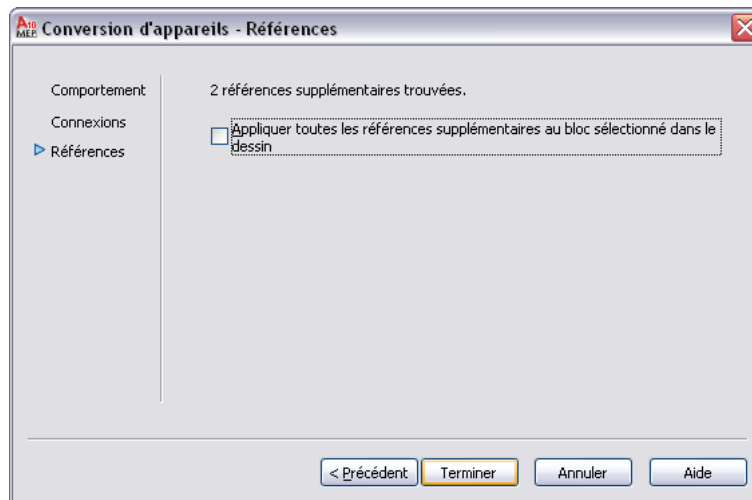 A10
MEP Conversion d'appareils - Références
Comportement
Connexions
Références
2 références supplémentaires trouvées.
Appliquer toutes les références supplémentaires au bloc sélectionné dans le
dessin
< Précédent
Terminer
Annuler
Aide